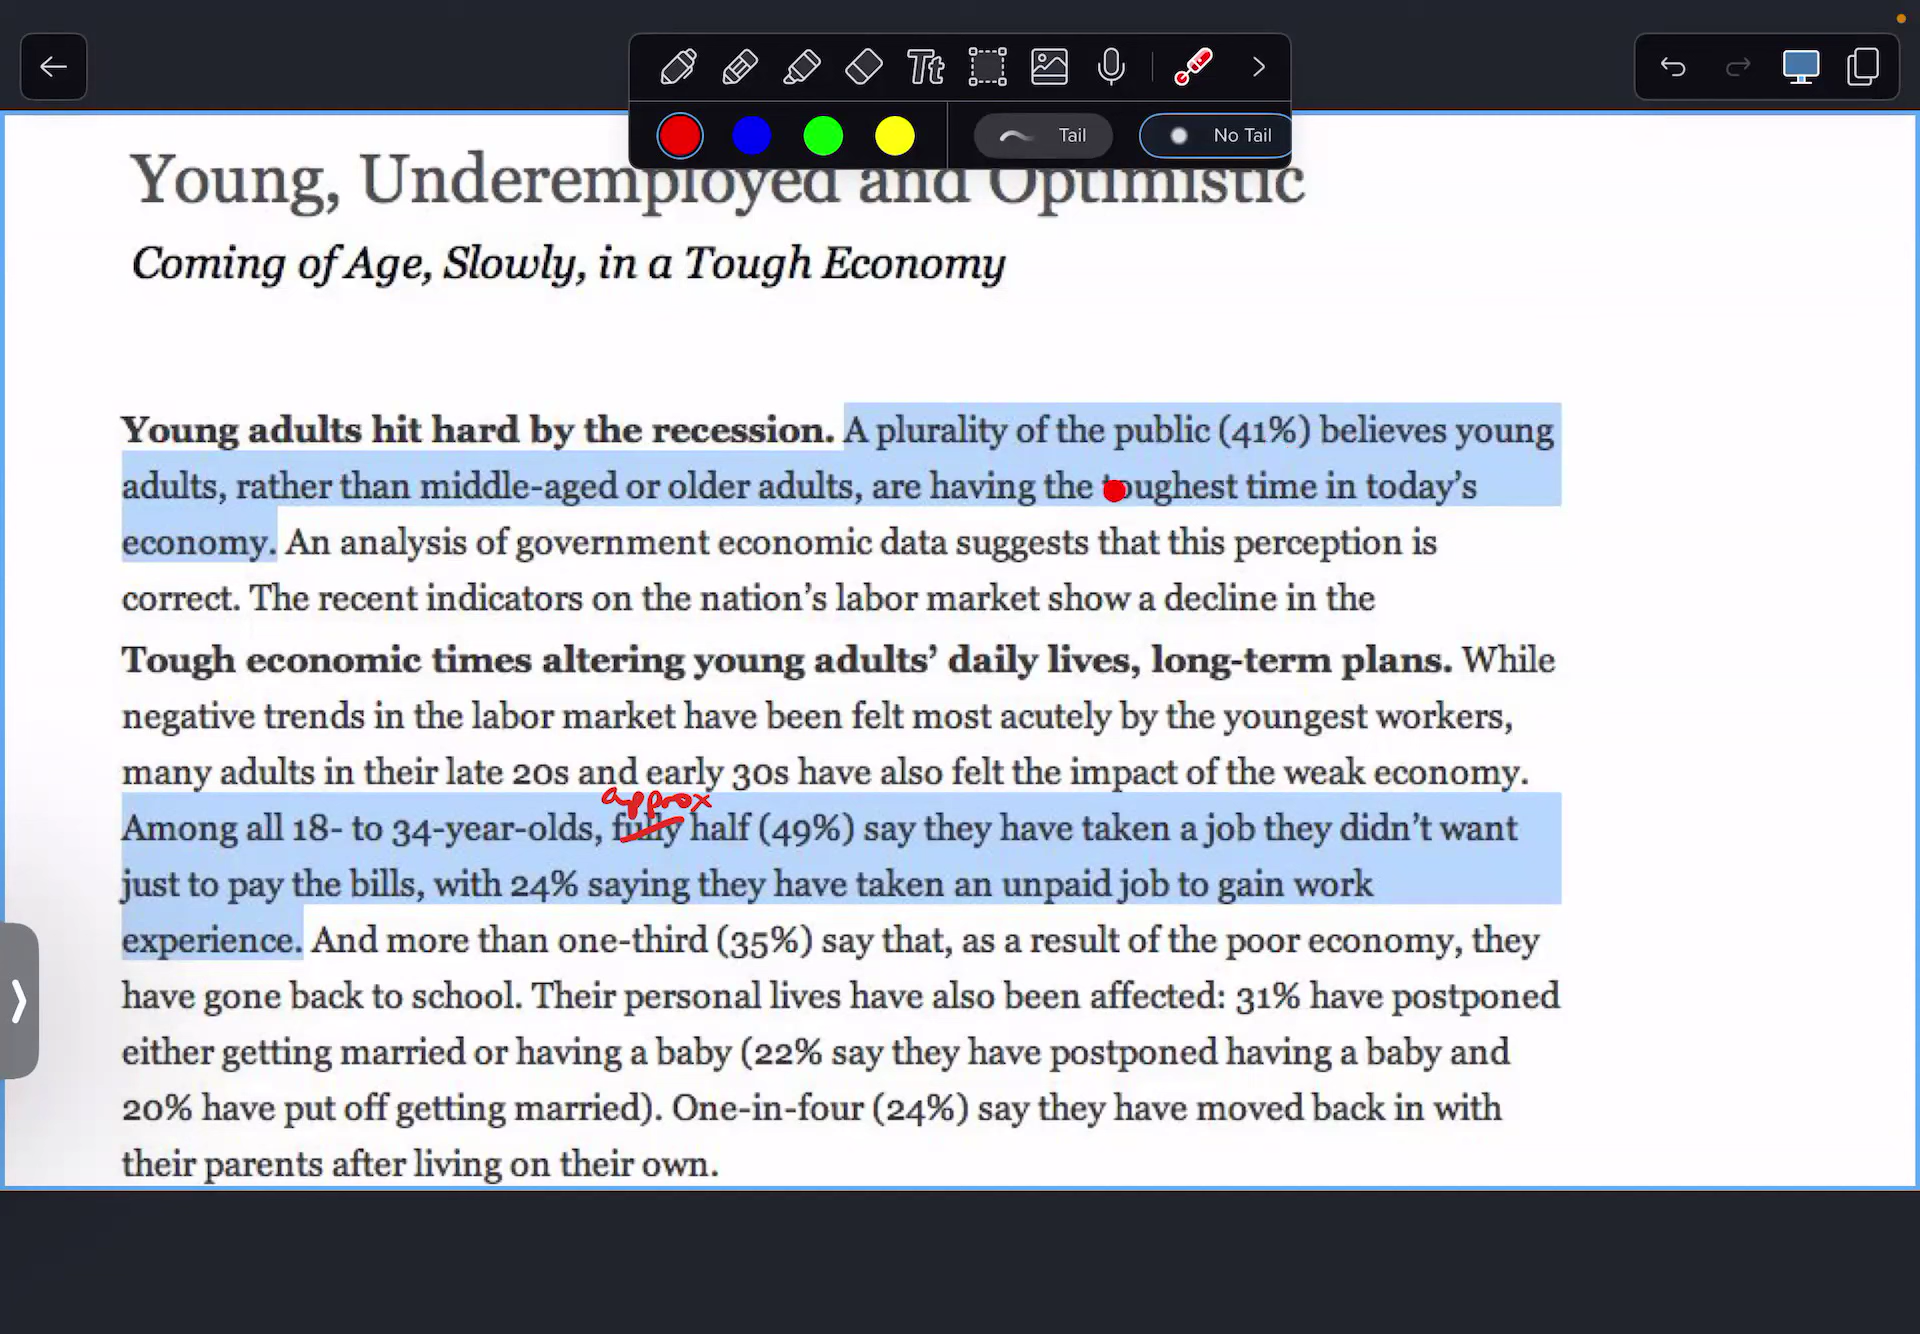 Tt
Tail
No Tail
Young, Underemployed and Optimistic
Coming of Age, Slowly, in a Tough Economy
Young adults hit hard by the recession. A plurality of the public (41%) believes young
adults, rather than middle-aged or older adults, are having the toughest time in today’s
economy. An analysis of government economic data suggests that this perception is
correct. The recent indicators on the nation’s labor market show a decline in the
Tough economic times altering young adults’ daily lives, long-term plans. While
negative trends in the labor market have been felt most acutely by the youngest workers,
many adults in their late 20s and early 30s have also felt the impact of the weak economy.
approx
Among all 18- to 34-year-olds, fully half (49%) say they have taken a job they didn’t want
just to pay the bills, with 24% saying they have taken an unpaid job to gain work
experience. And more than one-third (35%) say that, as a result of the poor economy, they
have gone back to school. Their personal lives have also been affected: 31% have postponed
either getting married or having a baby (22% say they have postponed having a baby and
20% have put off getting married). One-in-four (24%) say they have moved back in with
their parents after living on their own.